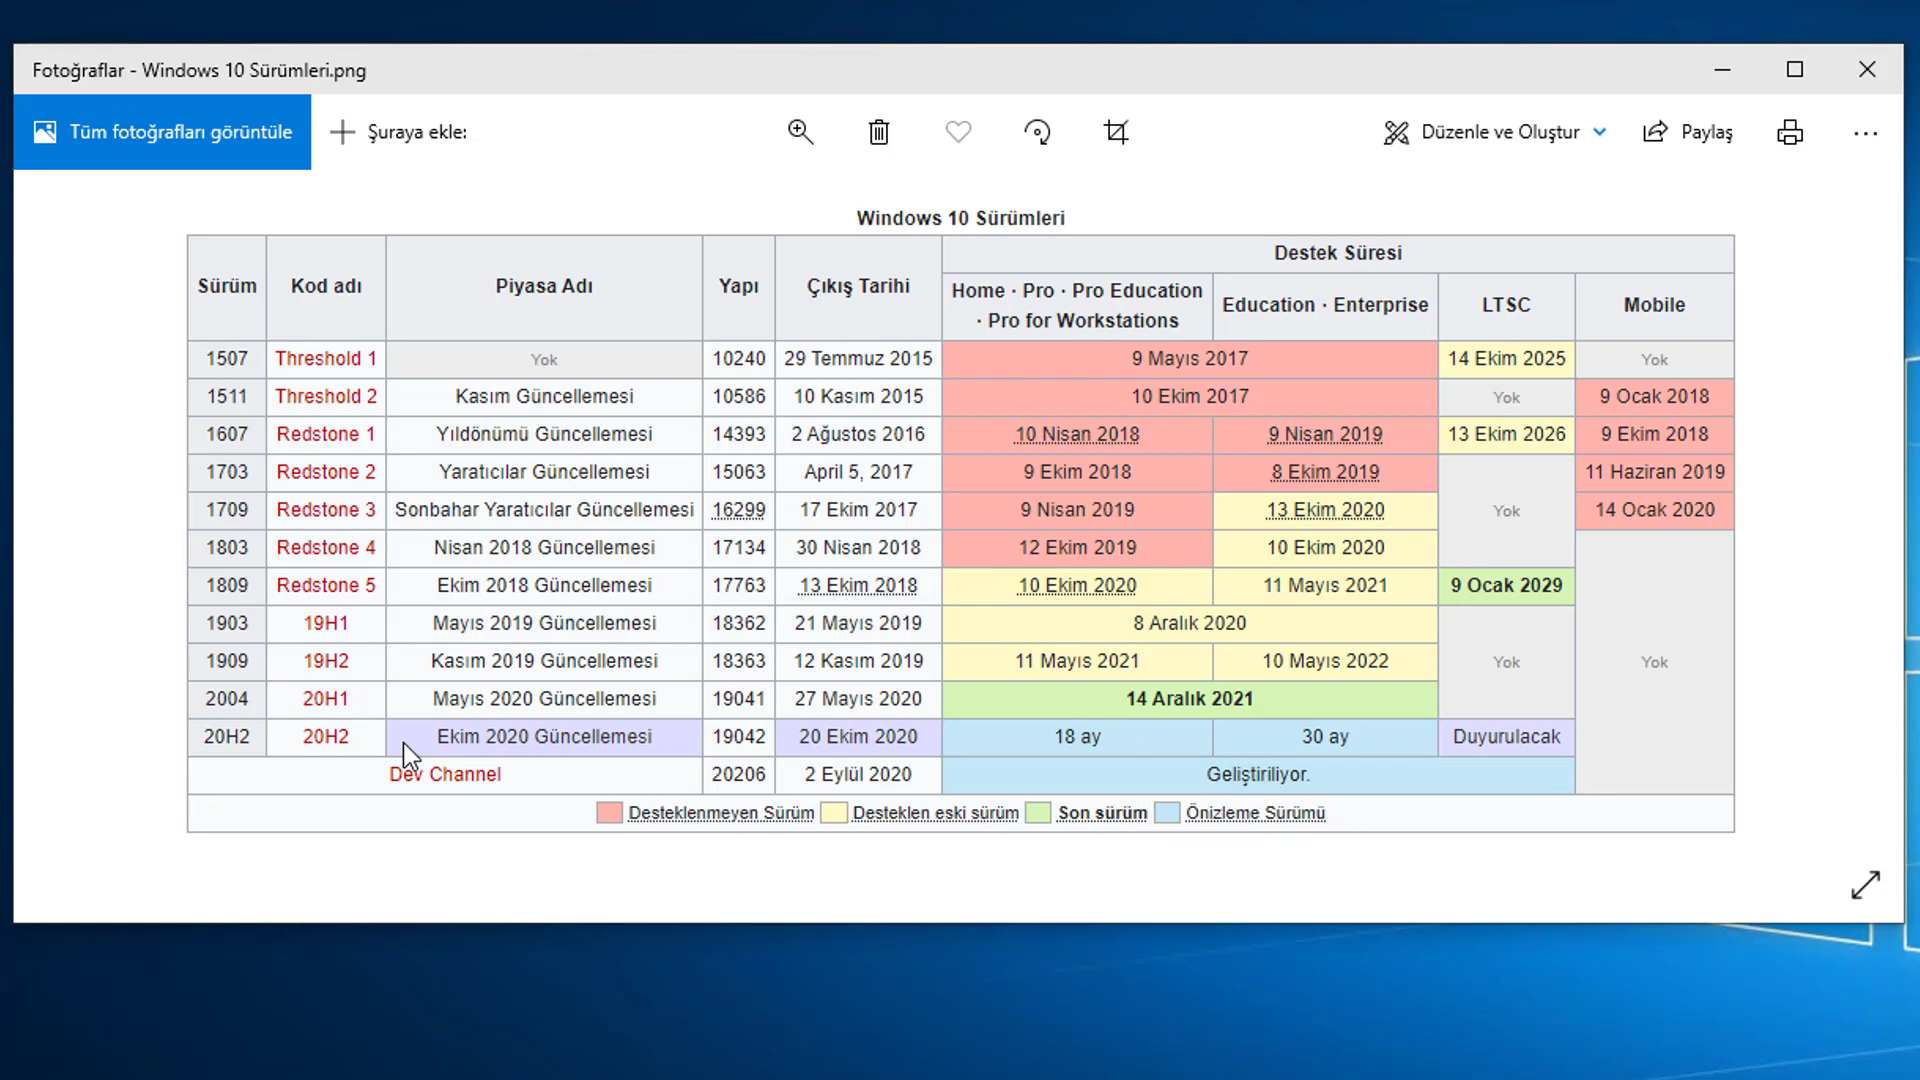 Fotoğraflar - Windows 10 Sürümleri.png
Tüm fotoğrafları görüntüle Şuraya ekle: Düzenle ve Oluştur Paylaş
Windows 10 Sürümleri
Sürüm Kod adı Piyasa Adı Yapı Çıkış Tarihi Destek Süresi
Home · Pro · Pro Education
· Pro for Workstations
Education · Enterprise LTSC Mobile
1507 Threshold 1 Yok 10240 29 Temmuz 2015 9 Mayıs 2017 14 Ekim 2025 Yok
1511 Threshold 2 Kasım Güncellemesi 10586 10 Kasım 2015 10 Ekim 2017 Yok 9 Ocak 2018
1607 Redstone 1 Yıldönümü Güncellemesi 14393 2 Ağustos 2016 10 Nisan 2018 9 Nisan 2019 13 Ekim 2026 9 Ekim 2018
1703 Redstone 2 Yaratıcılar Güncellemesi 15063 April 5, 2017 9 Ekim 2018 8 Ekim 2019 11 Haziran 2019
1709 Redstone 3 Sonbahar Yaratıcılar Güncellemesi 16299 17 Ekim 2017 9 Nisan 2019 13 Ekim 2020 Yok 14 Ocak 2020
1803 Redstone 4 Nisan 2018 Güncellemesi 17134 30 Nisan 2018 12 Ekim 2019 10 Ekim 2020
1809 Redstone 5 Ekim 2018 Güncellemesi 17763 13 Ekim 2018 10 Ekim 2020 11 Mayıs 2021 9 Ocak 2029
1903 19H1 Mayıs 2019 Güncellemesi 18362 21 Mayıs 2019 8 Aralık 2020
1909 19H2 Kasım 2019 Güncellemesi 18363 12 Kasım 2019 11 Mayıs 2021 10 Mayıs 2022 Yok Yok
2004 20H1 Mayıs 2020 Güncellemesi 19041 27 Mayıs 2020 14 Aralık 2021
20H2 20H2 Ekim 2020 Güncellemesi 19042 20 Ekim 2020 18 ay 30 ay Duyurulacak
Dev Channel 20206 2 Eylül 2020 Geliştiriliyor.
Desteklenmeyen Sürüm Desteklen eski sürüm Son sürüm Önizleme Sürümü